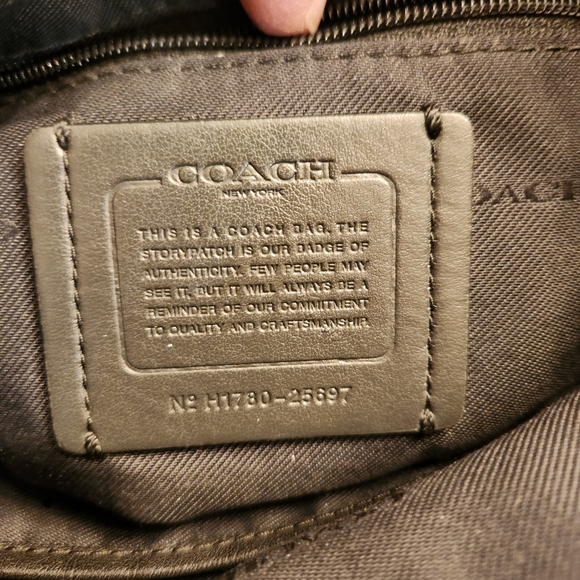 COACH
NEW YORK
THIS IS A COACH BAG. THE
STORYPATCH IS OUR BADGE OF
AUTHENTICITY. FEW PEOPLE MAY
SEE IT, BUT IT WILL ALWAYS BE A
REMINDER OF OUR COMMITMENT
TO QUALITY AND CRAFTSMANSHIP.
Nº H1780-25697